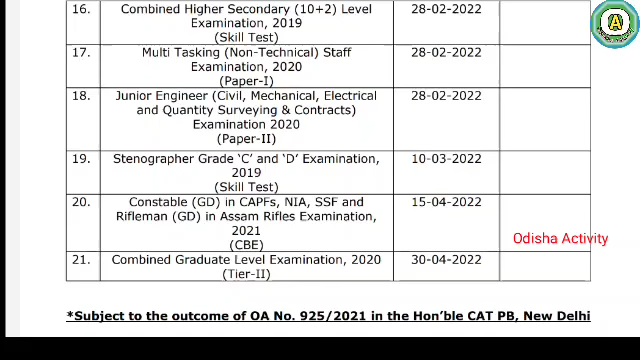 16. Combined Higher Secondary (10+2) Level 28-02-2022
Examination, 2019
(Skill Test)
17. Multi Tasking (Non-Technical) Staff 28-02-2022
Examination, 2020
(Paper-I)
18. Junior Engineer (Civil, Mechanical, Electrical 28-02-2022
and Quantity Surveying & Contracts)
Examination 2020
(Paper-II)
19. Stenographer Grade ‘C’ and ‘D’ Examination, 10-03-2022
2019
(Skill Test)
20. Constable (GD) in CAPFs, NIA, SSF and 15-04-2022
Rifleman (GD) in Assam Rifles Examination,
2021
(CBE)
Odisha Activity
21. Combined Graduate Level Examination, 2020 30-04-2022
(Tier-II)
*Subject to the outcome of OA No. 925/2021 in the Hon’ble CAT PB, New Delhi
A